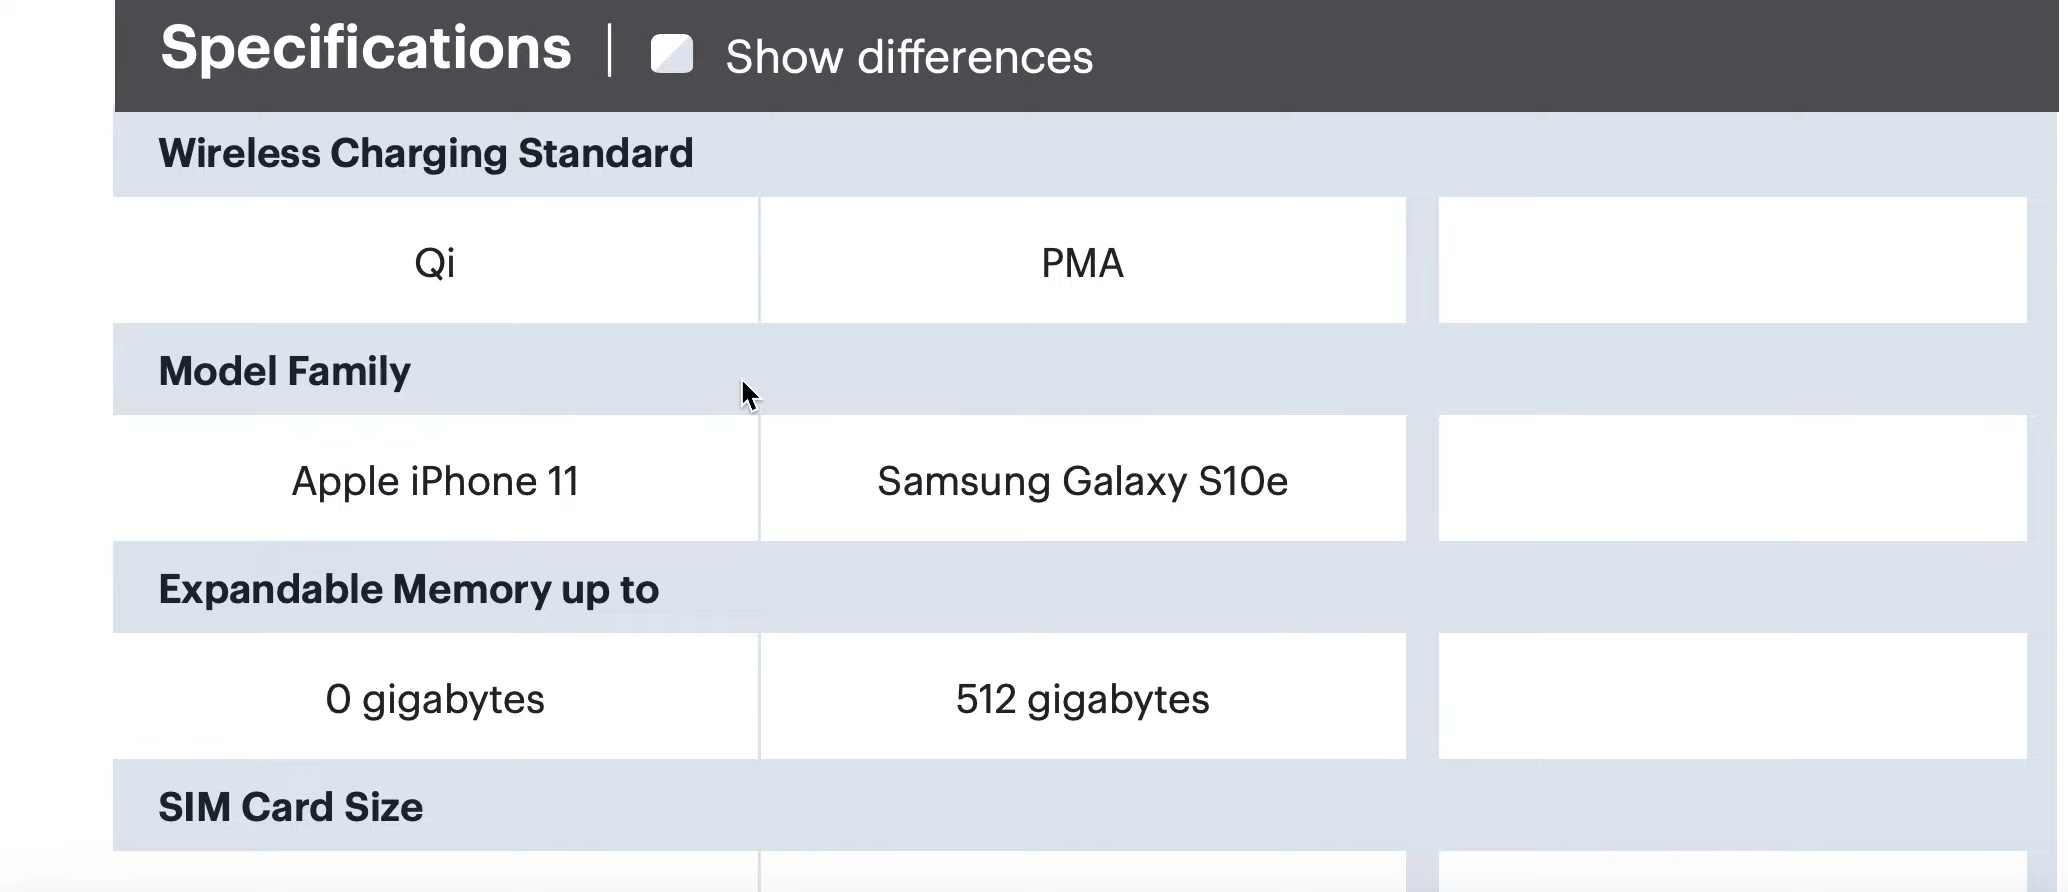 Specifications
Show differences
Wireless Charging Standard
Qi
PMA
Model Family
Apple iPhone 11
Samsung Galaxy S10e
Expandable Memory up to
0 gigabytes
512 gigabytes
SIM Card Size